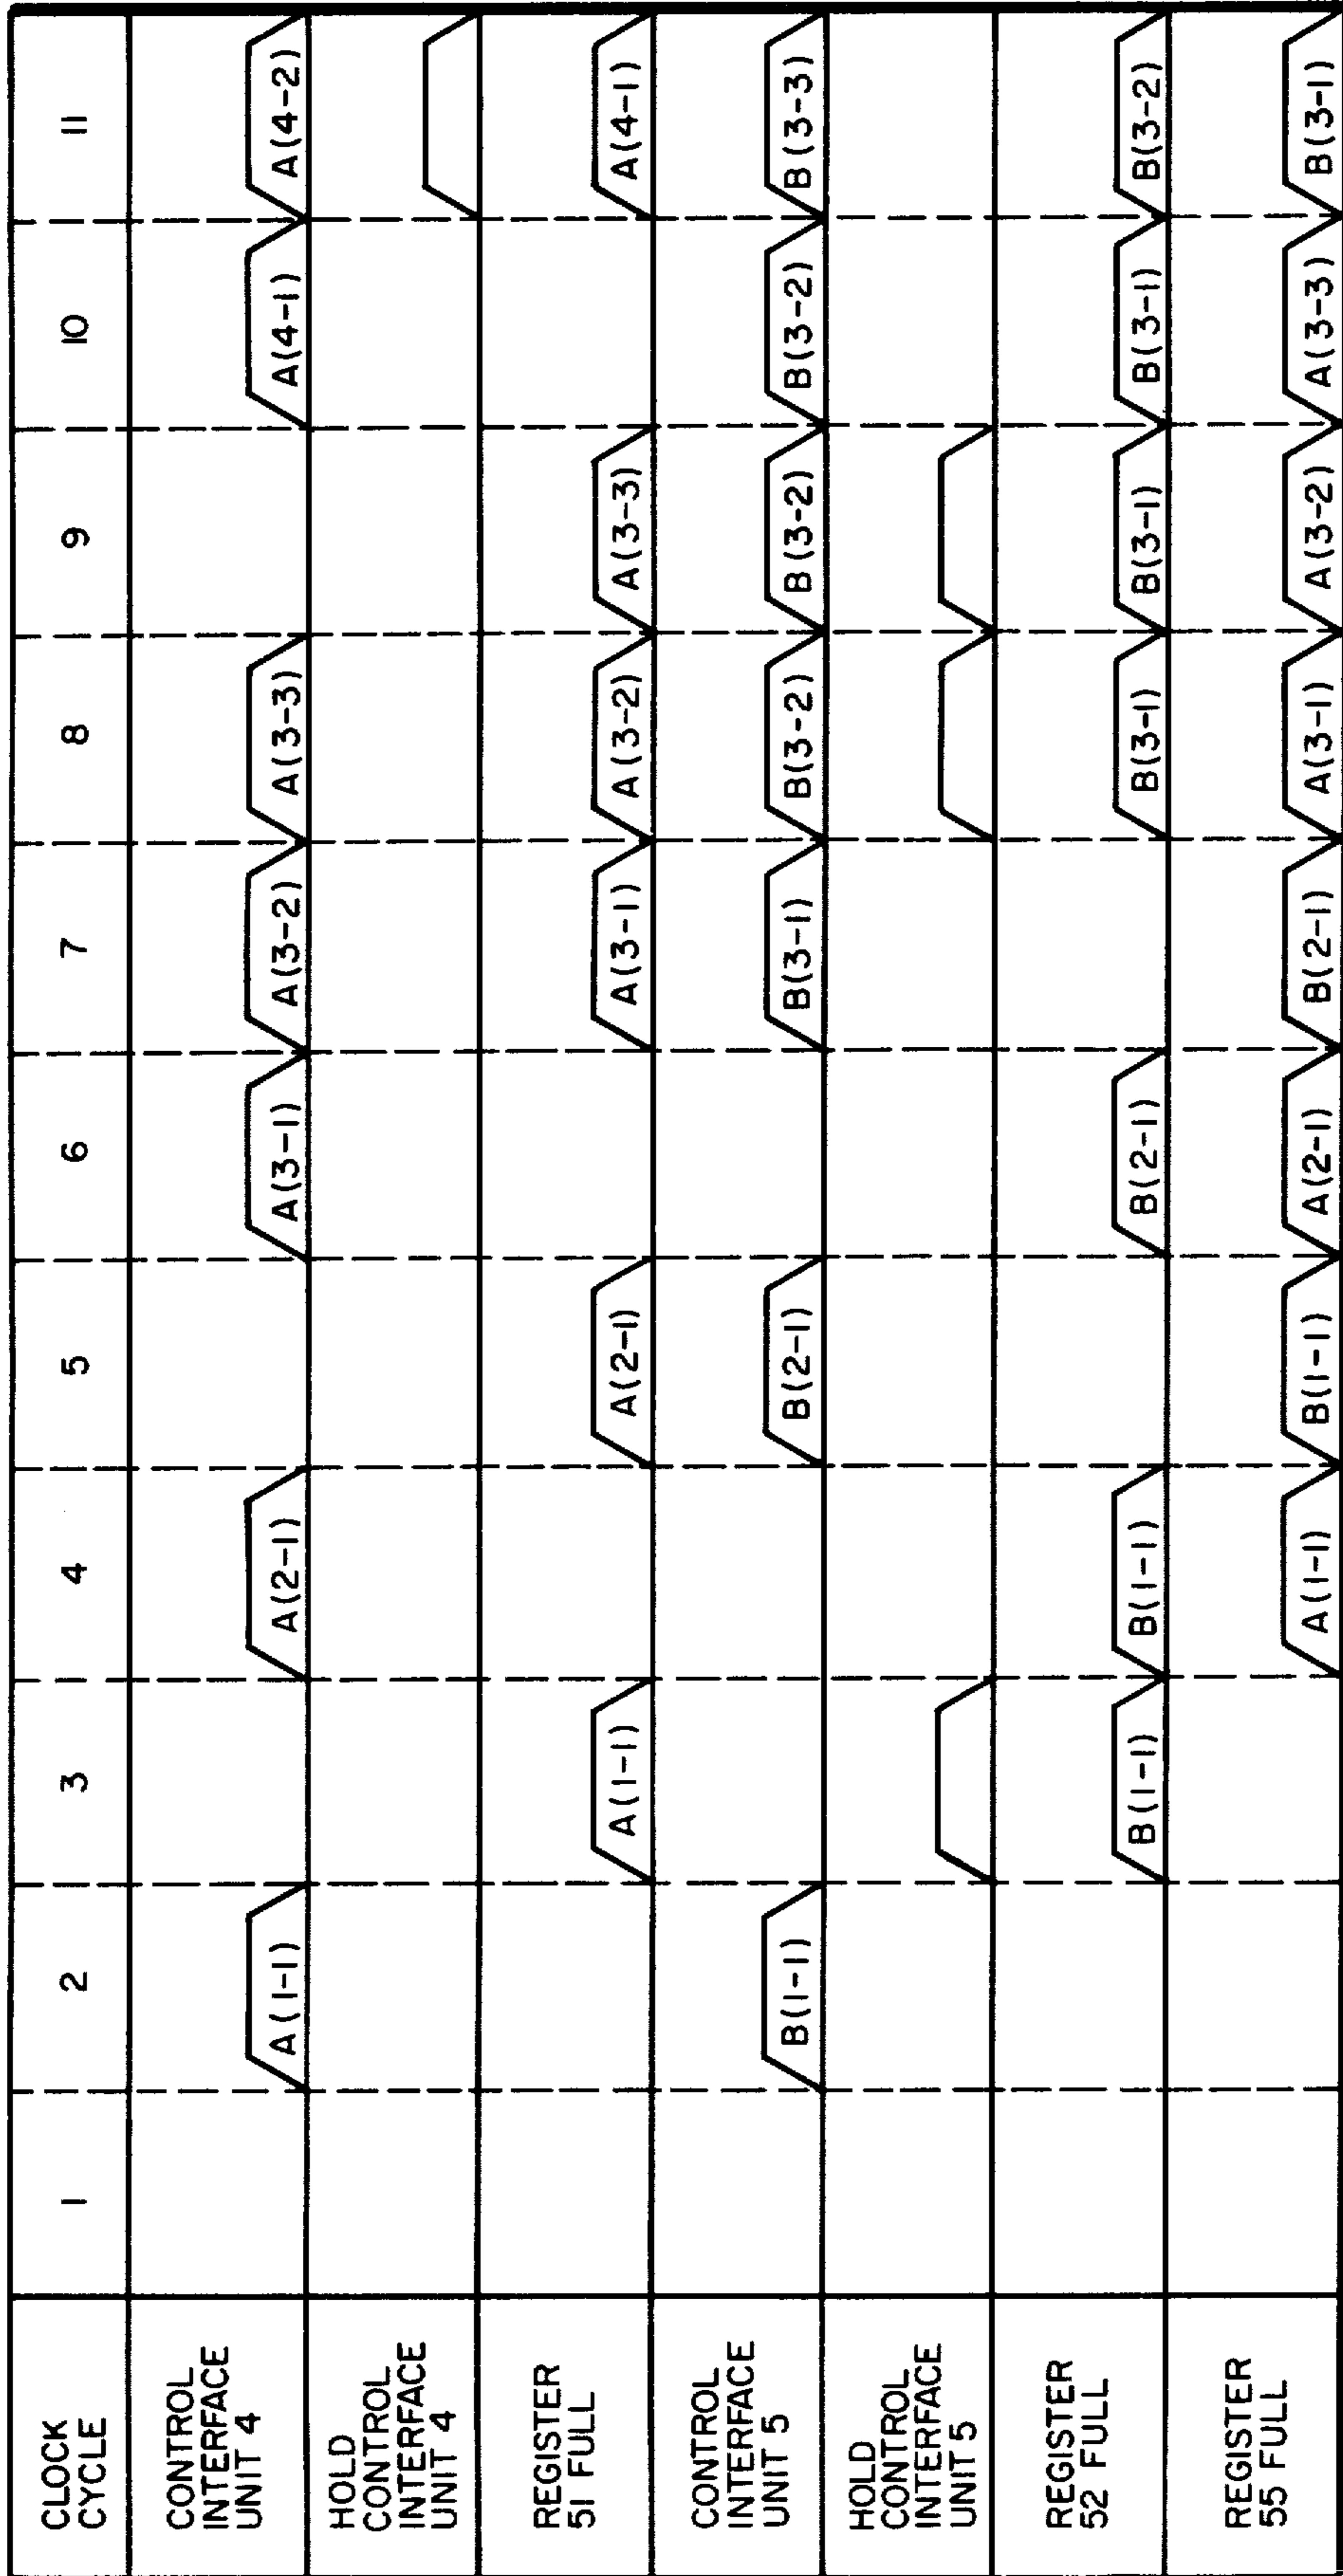 CLOCK
CYCLE
1 2 3 4 5 6 7 8 9 10 11
CONTROL
INTERFACE
UNIT 4
A(1-1) A(2-1) A(3-1) A(3-2) A(3-3) A(4-1) A(4-2)
HOLD
CONTROL
INTERFACE
UNIT 4
REGISTER
51 FULL
A(1-1) A(2-1) A(3-1) A(3-2) A(3-3) A(4-1)
CONTROL
INTERFACE
UNIT 5
B(1-1) B(2-1) B(3-1) B(3-2) B(3-2) B(3-2) B(3-3)
HOLD
CONTROL
INTERFACE
UNIT 5
REGISTER
52 FULL
B(1-1) B(1-1) B(2-1) B(3-1) B(3-1) B(3-1) B(3-2)
REGISTER
55 FULL
A(1-1) B(1-1) A(2-1) B(2-1) A(3-1) A(3-2) A(3-3) B(3-1)